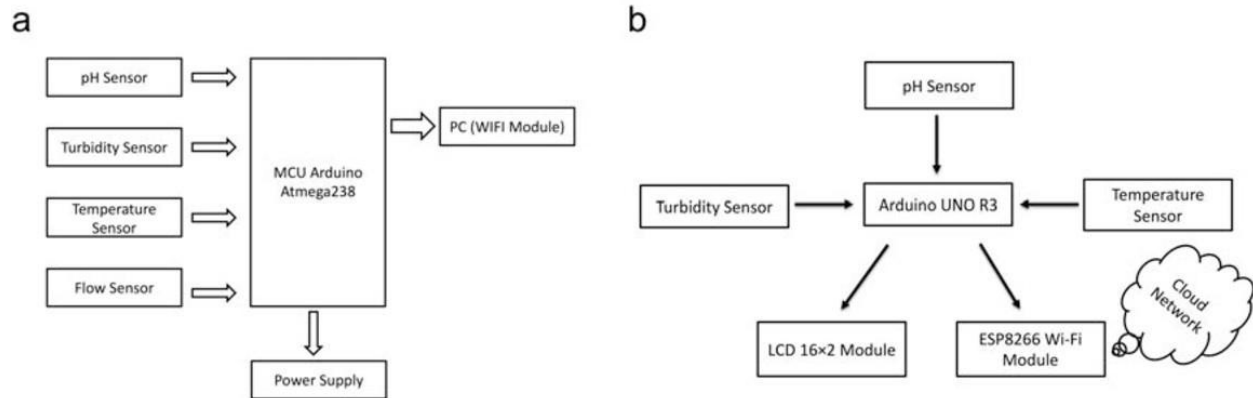 a
pH Sensor
Turbidity Sensor
Temperature
Sensor
Flow Sensor
MCU Arduino
Atmega238
PC (WIFI Module)
Power Supply
b
pH Sensor
Turbidity Sensor
Arduino UNO R3
Temperature
Sensor
LCD 16×2 Module
ESP8266 Wi-Fi
Module
Cloud
Network